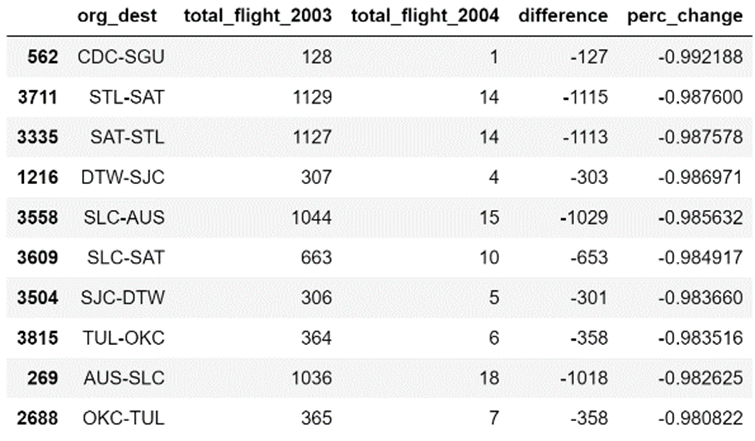 org_dest total_flight_2003 total_flight_2004 difference perc_change
562 CDC-SGU 128 1 -127 -0.992188
3711 STL-SAT 1129 14 -1115 -0.987600
3335 SAT-STL 1127 14 -1113 -0.987578
1216 DTW-SJC 307 4 -303 -0.986971
3558 SLC-AUS 1044 15 -1029 -0.985632
3609 SLC-SAT 663 10 -653 -0.984917
3504 SJC-DTW 306 5 -301 -0.983660
3815 TUL-OKC 364 6 -358 -0.983516
269 AUS-SLC 1036 18 -1018 -0.982625
2688 OKC-TUL 365 7 -358 -0.980822